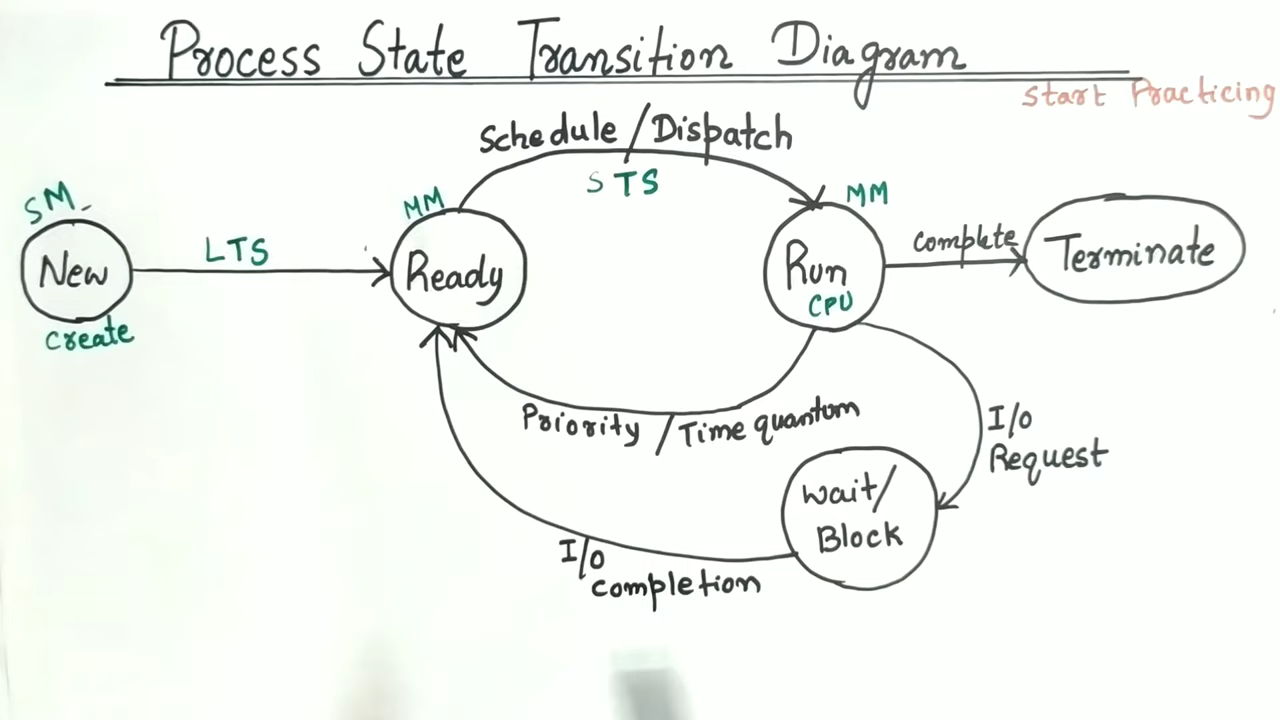 Process State Transition Diagram
Start Practicing
Schedule / Dispatch
STS
SM
MM
MM
New
LTS
Ready
Run
CPU
complete
Terminate
create
Priority / Time quantum
I/O
Request
Wait/
Block
I/O
completion